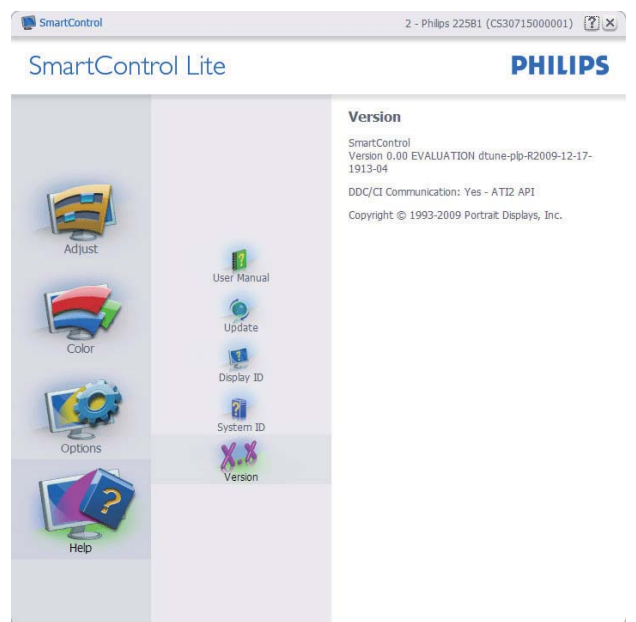 SmartControl
2 - Philips 225B1 (CS30715000001)
?
X
SmartControl Lite
PHILIPS
Adjust
Color
Options
Help
User Manual
Update
Display ID
System ID
X.X
Version
Version
SmartControl
Version 0.00 EVALUATION dtune-plp-R2009-12-17-
1913-04
DDC/CI Communication: Yes - ATI2 API
Copyright © 1993-2009 Portrait Displays, Inc.